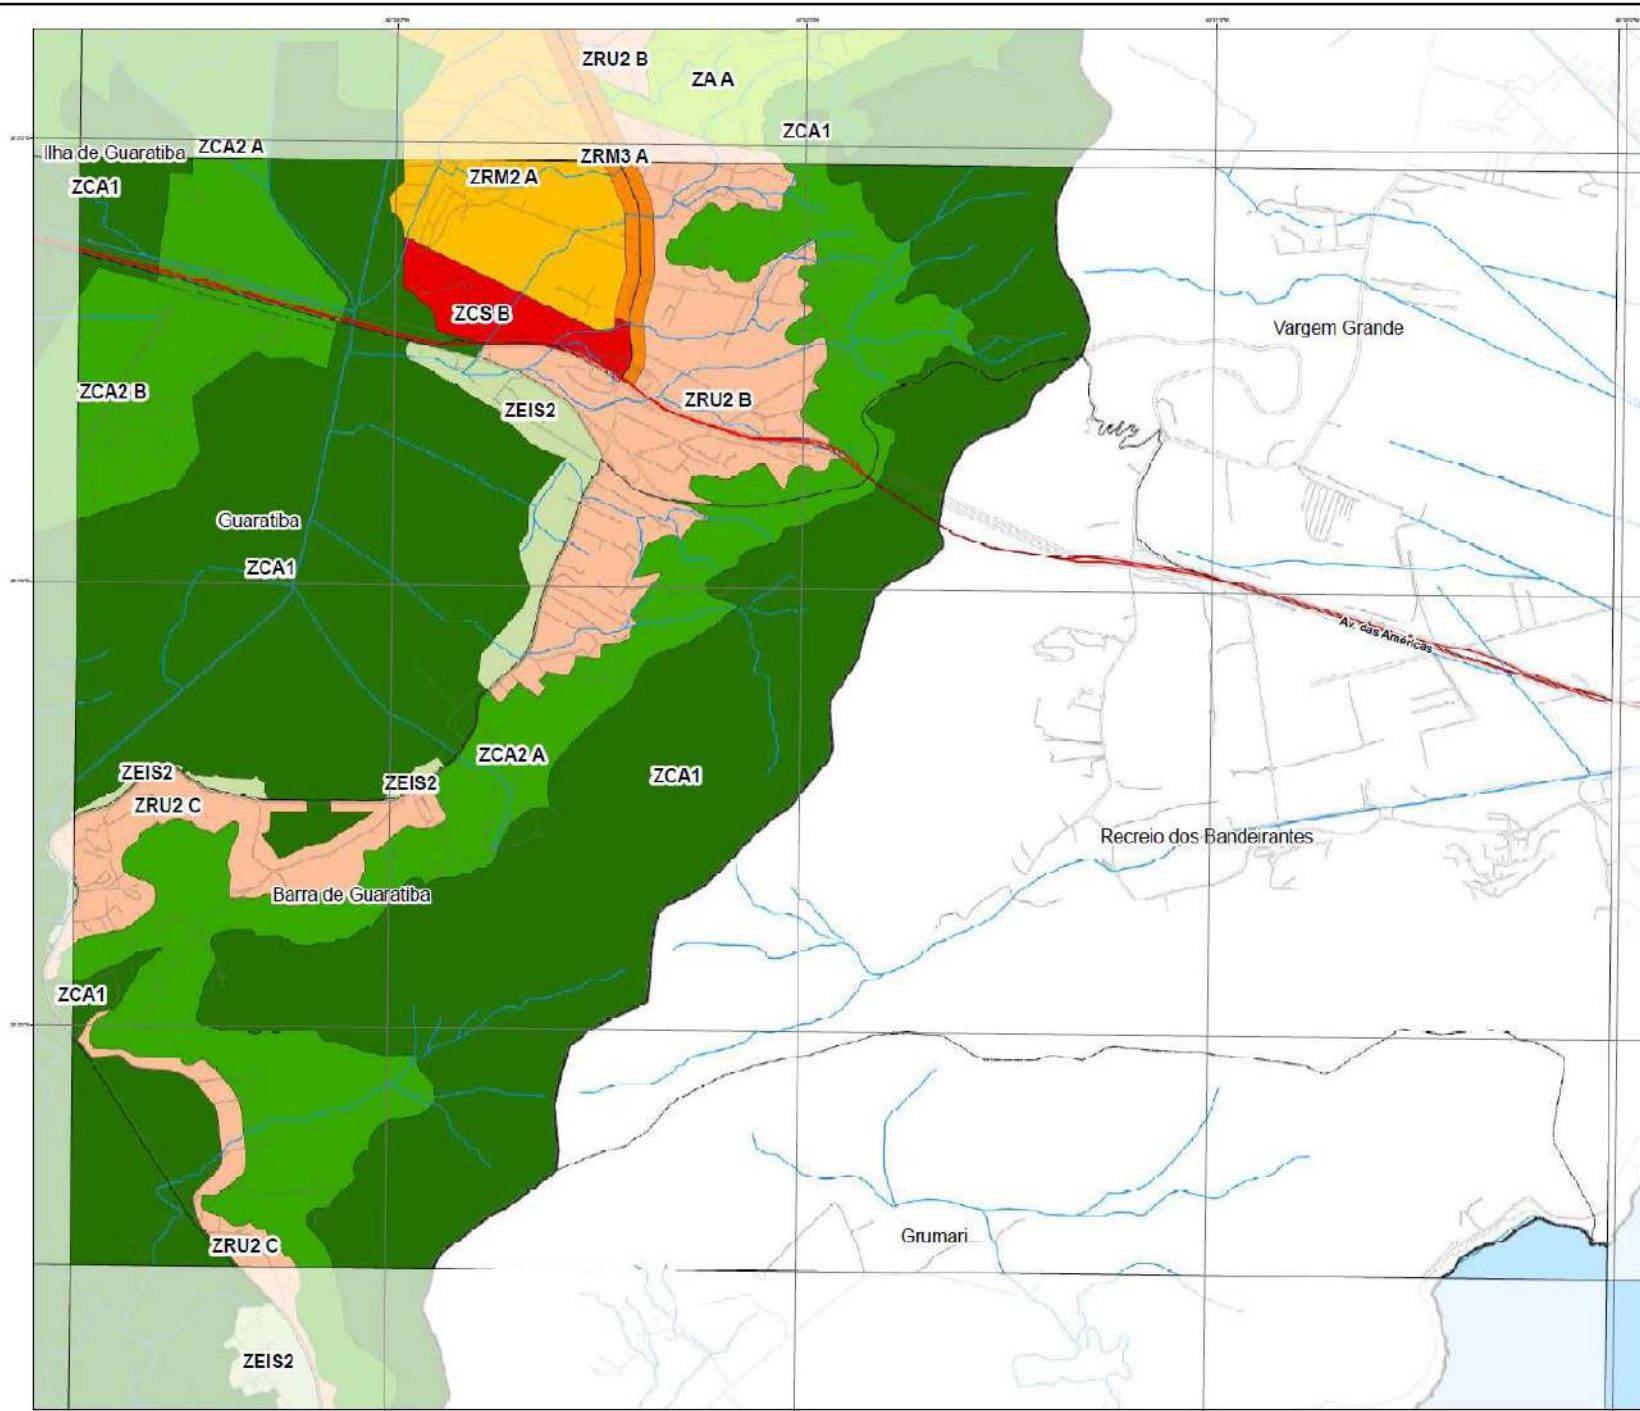 ZRU2 B
ZA A
ZCA1
ZCA2 A
Ilha de Guaratiba
ZRM3 A
ZRM2 A
ZCA1
ZCS B
Vargem Grande
ZCA2 B
ZRU2 B
ZEIS2
Guaratiba
ZCA1
Av. das Américas
ZCA2 A
ZEIS2
ZCA1
ZEIS2
ZRU2 C
Recreio dos Bandeirantes
Barra de Guaratiba
ZCA1
Grumari
ZRU2 C
ZEIS2